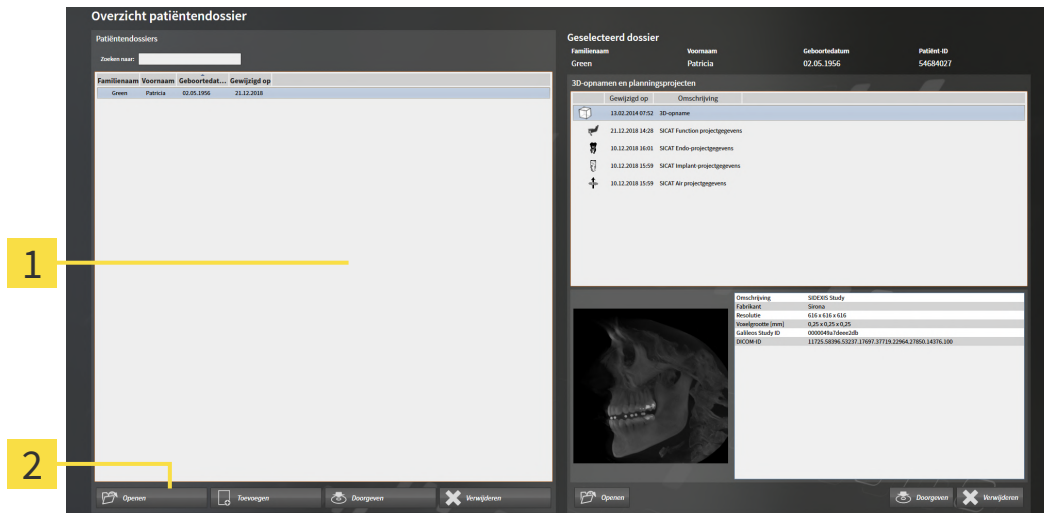 Overzicht patiëntendossier
Patiëntendossiers
Zoeken naar:
Familienaam Voornaam Geboortedat... Gewijzigd op
Green Patricia 02.05.1956 21.12.2018
1
2
Openen Toevoegen Doorgeven Verwijderen
Geselecteerd dossier
Familienaam Voornaam Geboortedatum Patiënt-ID
Green Patricia 02.05.1956 54684027
3D-opnamen en planningsprojecten
Gewijzigd op Omschrijving
13.02.2014 07:52 3D-opname
21.12.2018 14:28 SICAT Function projectgegevens
10.12.2018 16:01 SICAT Endo-projectgegevens
10.12.2018 15:59 SICAT Implant-projectgegevens
10.12.2018 15:59 SICAT Air projectgegevens
Omschrijving SIDEXIS Study
Fabrikant Sirona
Resolutie 616 x 616 x 616
Voxelgrootte [mm] 0,25 x 0,25 x 0,25
Galileos Study ID 0000049a7deee2db
DICOM-ID 11725.58396.53237.17697.37719.22964.27850.14376.100
Openen Doorgeven Verwijderen